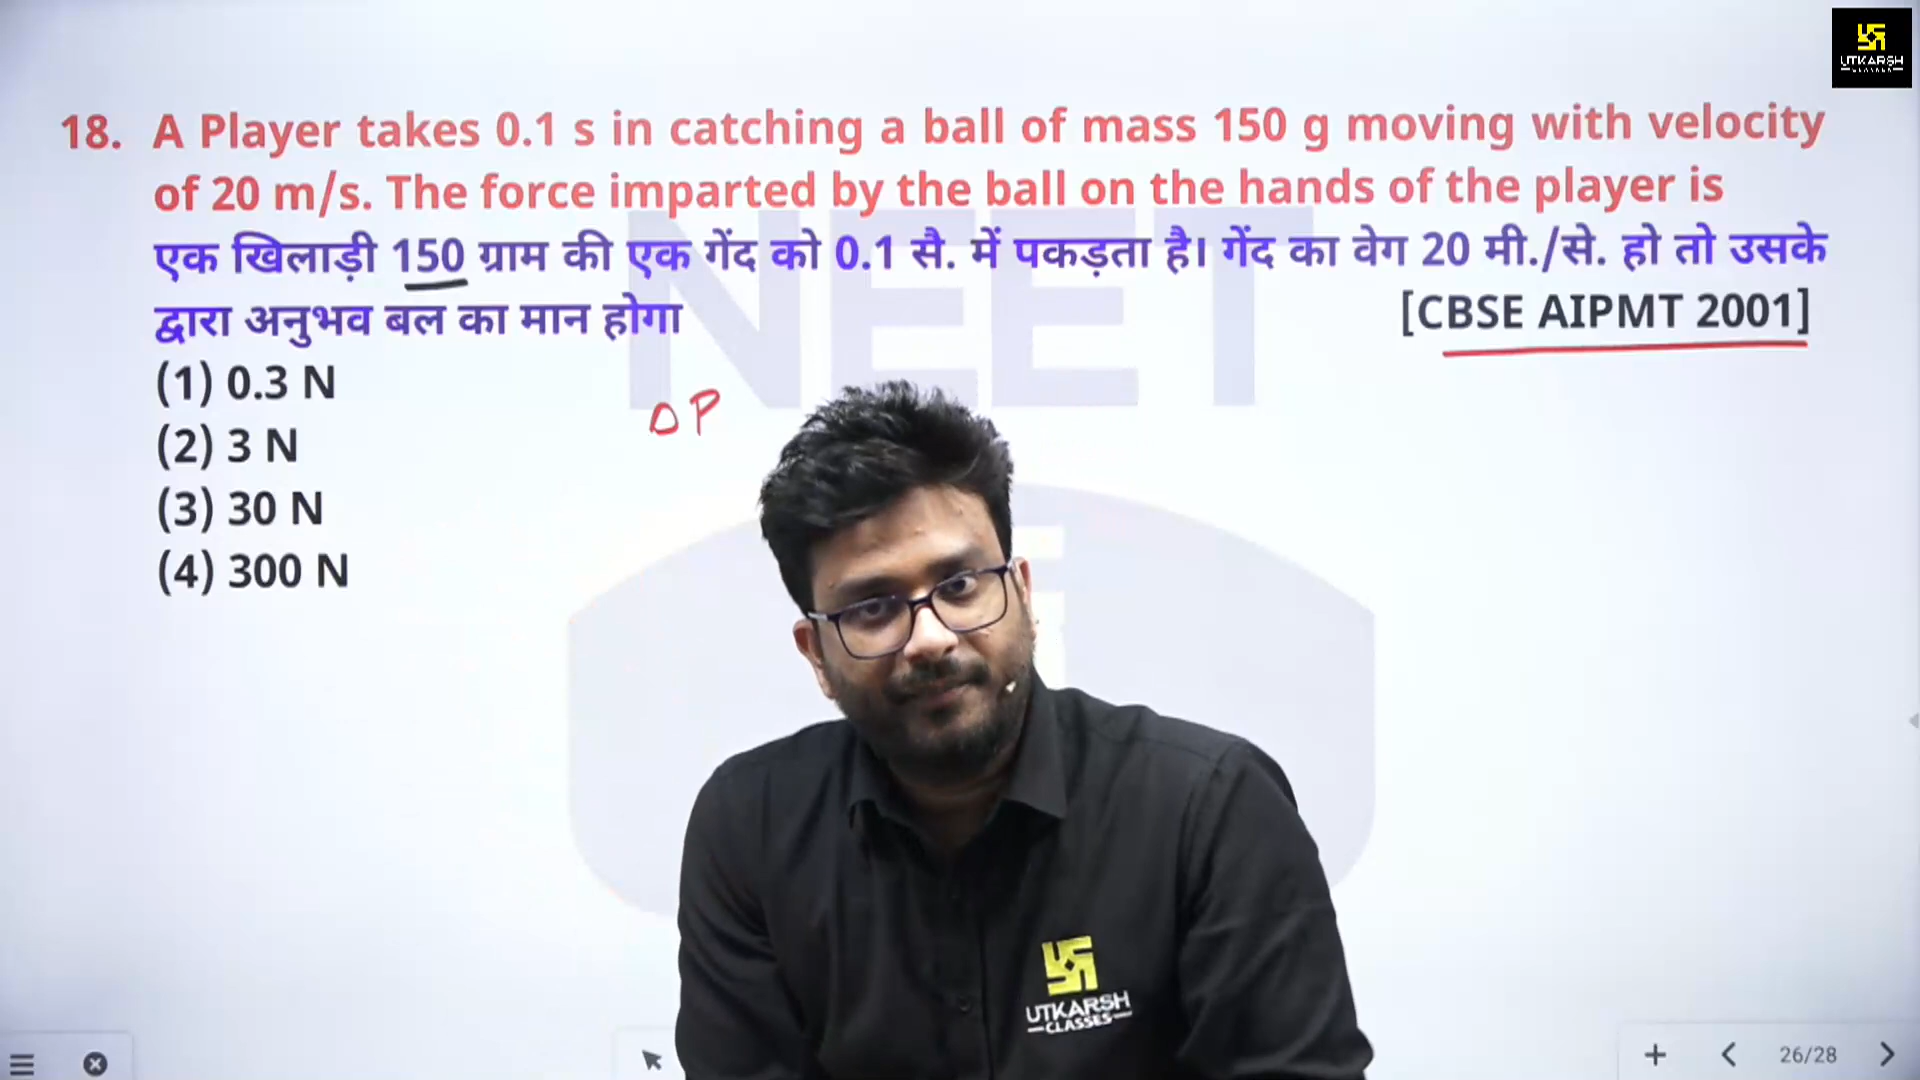 UTKARSH
CLASSES
18. A Player takes 0.1 s in catching a ball of mass 150 g moving with velocity
of 20 m/s. The force imparted by the ball on the hands of the player is
एक खिलाड़ी 150 ग्राम की एक गेंद को 0.1 सै. में पकड़ता है। गेंद का वेग 20 मी./से. हो तो उसके
द्वारा अनुभव बल का मान होगा
[CBSE AIPMT 2001]
(1) 0.3 N
(2) 3 N
(3) 30 N
(4) 300 N
NEET
Δ P
UTKARSH
CLASSES
26/28